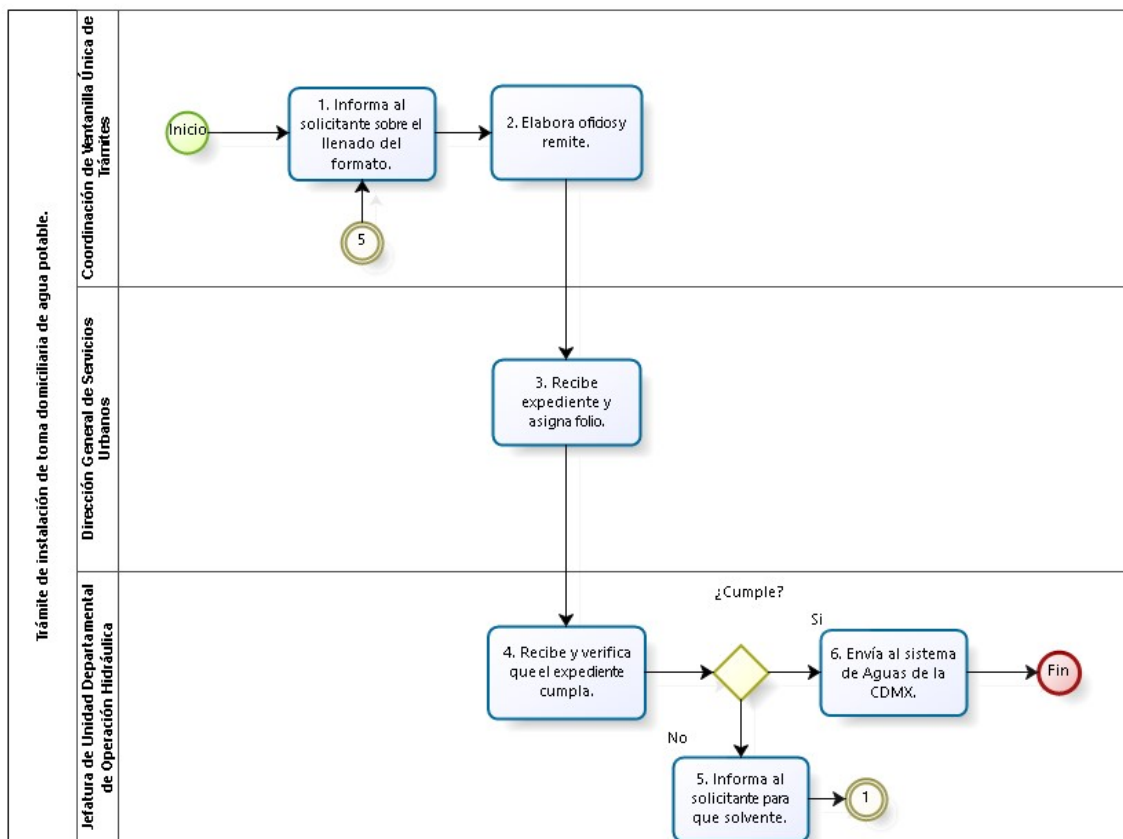 Trámite de instalación de toma domiciliaria de agua potable.
Coordinación de Ventanilla Única de
Trámites
Inicio
1. Informa al
solicitante sobre el
llenado del
formato.
2. Elabora oficios y
remite.
5
Dirección General de Servicios
Urbanos
3. Recibe
expediente y
asigna folio.
Jefatura de Unidad Departamental
de Operación Hidráulica
4. Recibe y verifica
que el expediente
cumpla.
¿Cumple?
Si
6. Envía al sistema
de Aguas de la
CDMX.
Fin
No
5. Informa al
solicitante para
que solvente.
1